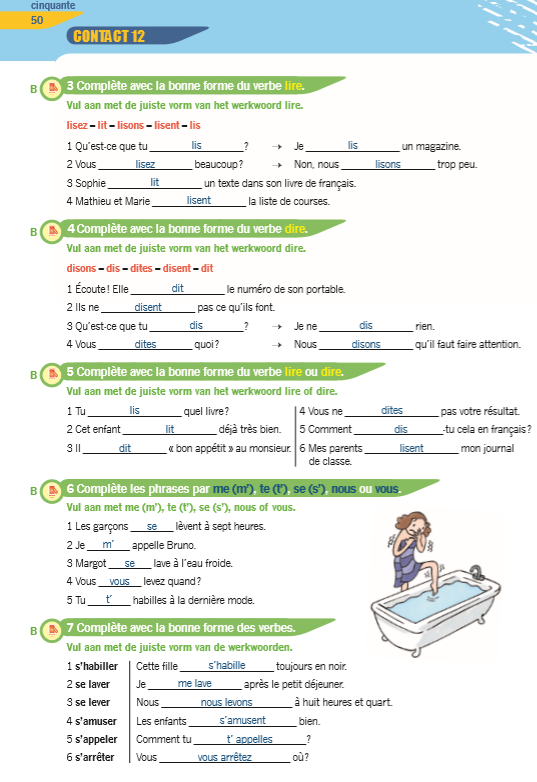 cinquante
50
CONTACT 12
B 3 Complète avec la bonne forme du verbe lire.
Vul aan met de juiste vorm van het werkwoord lire.
lisez – lit – lisons – lisent – lis
1 Qu'est-ce que tu lis ? → Je lis un magazine.
2 Vous lisez beaucoup? → Non, nous lisons trop peu.
3 Sophie lit un texte dans son livre de français.
4 Mathieu et Marie lisent la liste de courses.
B 4 Complète avec la bonne forme du verbe dire.
Vul aan met de juiste vorm van het werkwoord dire.
disons – dis – dites – disent – dit
1 Écoute! Elle dit le numéro de son portable.
2 Ils ne disent pas ce qu'ils font.
3 Qu'est-ce que tu dis ? → Je ne dis rien.
4 Vous dites quoi? → Nous disons qu'il faut faire attention.
B 5 Complète avec la bonne forme du verbe lire ou dire.
Vul aan met de juiste vorm van het werkwoord lire of dire.
1 Tu lis quel livre? 4 Vous ne dites pas votre résultat.
2 Cet enfant lit déjà très bien. 5 Comment dis -tu cela en français?
3 Il dit « bon appétit » au monsieur. 6 Mes parents lisent mon journal
de classe.
B 6 Complète les phrases par me (m'), te (t'), se (s'), nous ou vous.
Vul aan met me (m'), te (t'), se (s'), nous of vous.
1 Les garçons se lèvent à sept heures.
2 Je m' appelle Bruno.
3 Margot se lave à l'eau froide.
4 Vous vous levez quand?
5 Tu t' habilles à la dernière mode.
B 7 Complète avec la bonne forme des verbes.
Vul aan met de juiste vorm van de werkwoorden.
1 s'habiller Cette fille s'habille toujours en noir.
2 se laver Je me lave après le petit déjeuner.
3 se lever Nous nous levons à huit heures et quart.
4 s'amuser Les enfants s'amusent bien.
5 s'appeler Comment tu t' appelles ?
6 s'arrêter Vous vous arrêtez où?